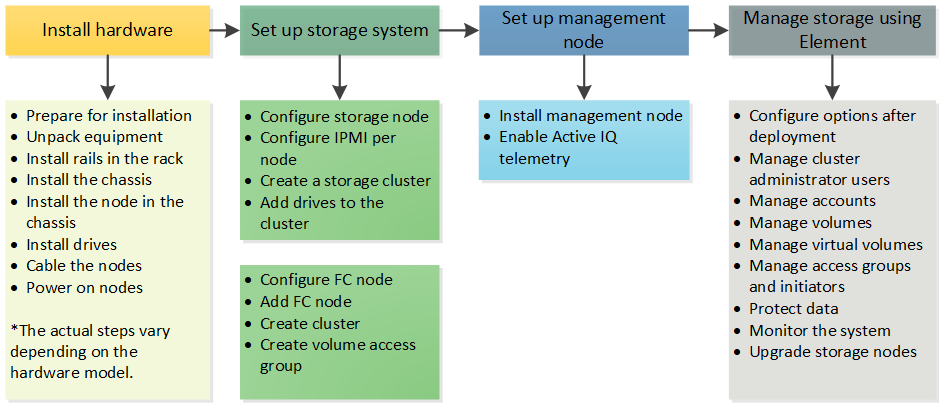 Install hardware
Set up storage system
Set up management
node
Manage storage using
Element
• Prepare for installation
• Unpack equipment
• Install rails in the rack
• Install the chassis
• Install the node in the
chassis
• Install drives
• Cable the nodes
• Power on nodes
*The actual steps vary
depending on the
hardware model.
• Configure storage node
• Configure IPMI per
node
• Create a storage cluster
• Add drives to the
cluster
• Configure FC node
• Add FC node
• Create cluster
• Create volume access
group
• Install management node
• Enable Active IQ
telemetry
• Configure options after
deployment
• Manage cluster
administrator users
• Manage accounts
• Manage volumes
• Manage virtual volumes
• Manage access groups
and initiators
• Protect data
• Monitor the system
• Upgrade storage nodes